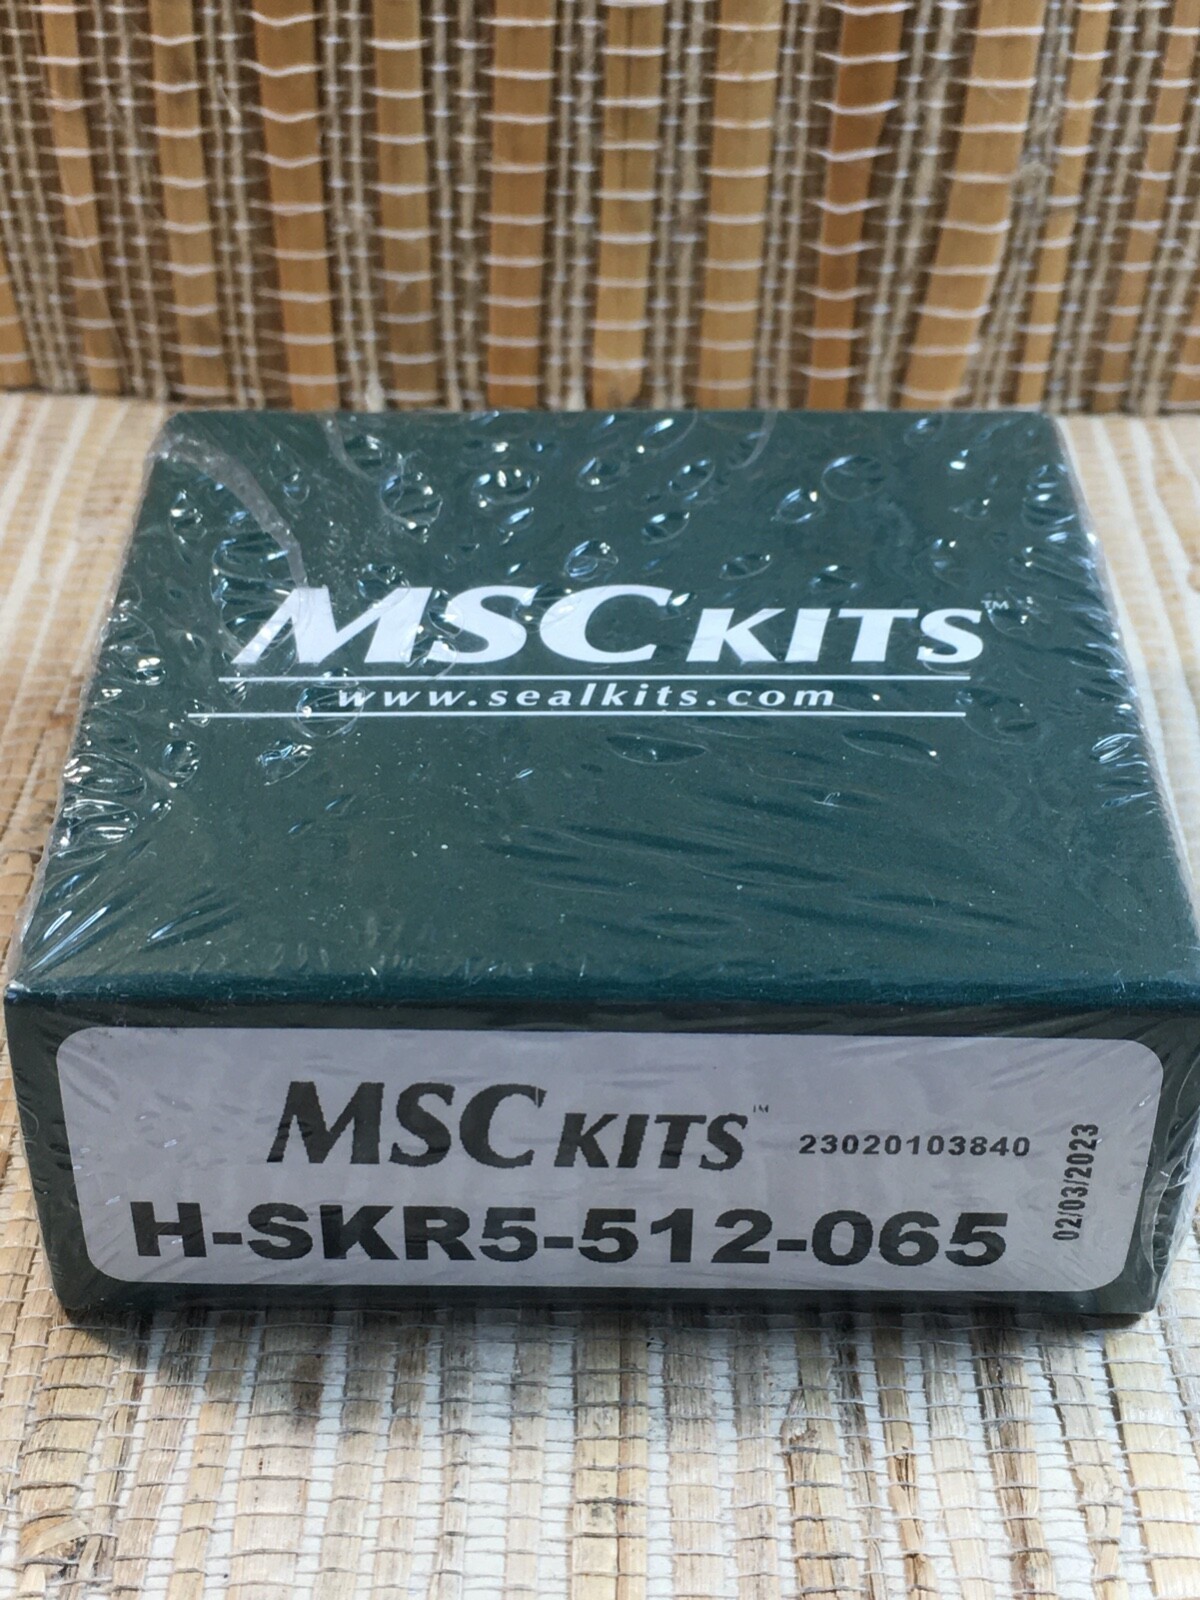 MSC KITS™
www.sealkits.com
MSC KITS™
23020103840
02/03/2023
H-SKR5-512-065